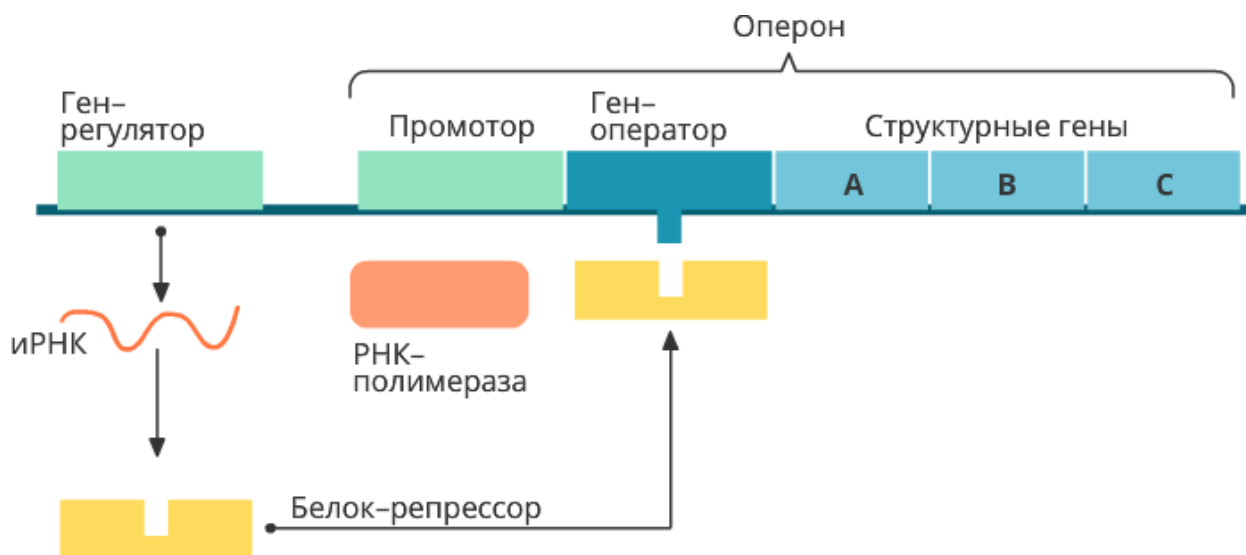 Оперон
Ген–
регулятор
Промотор
Ген–
оператор
Структурные гены
A
B
C
иРНК
РНК–
полимераза
Белок–репрессор